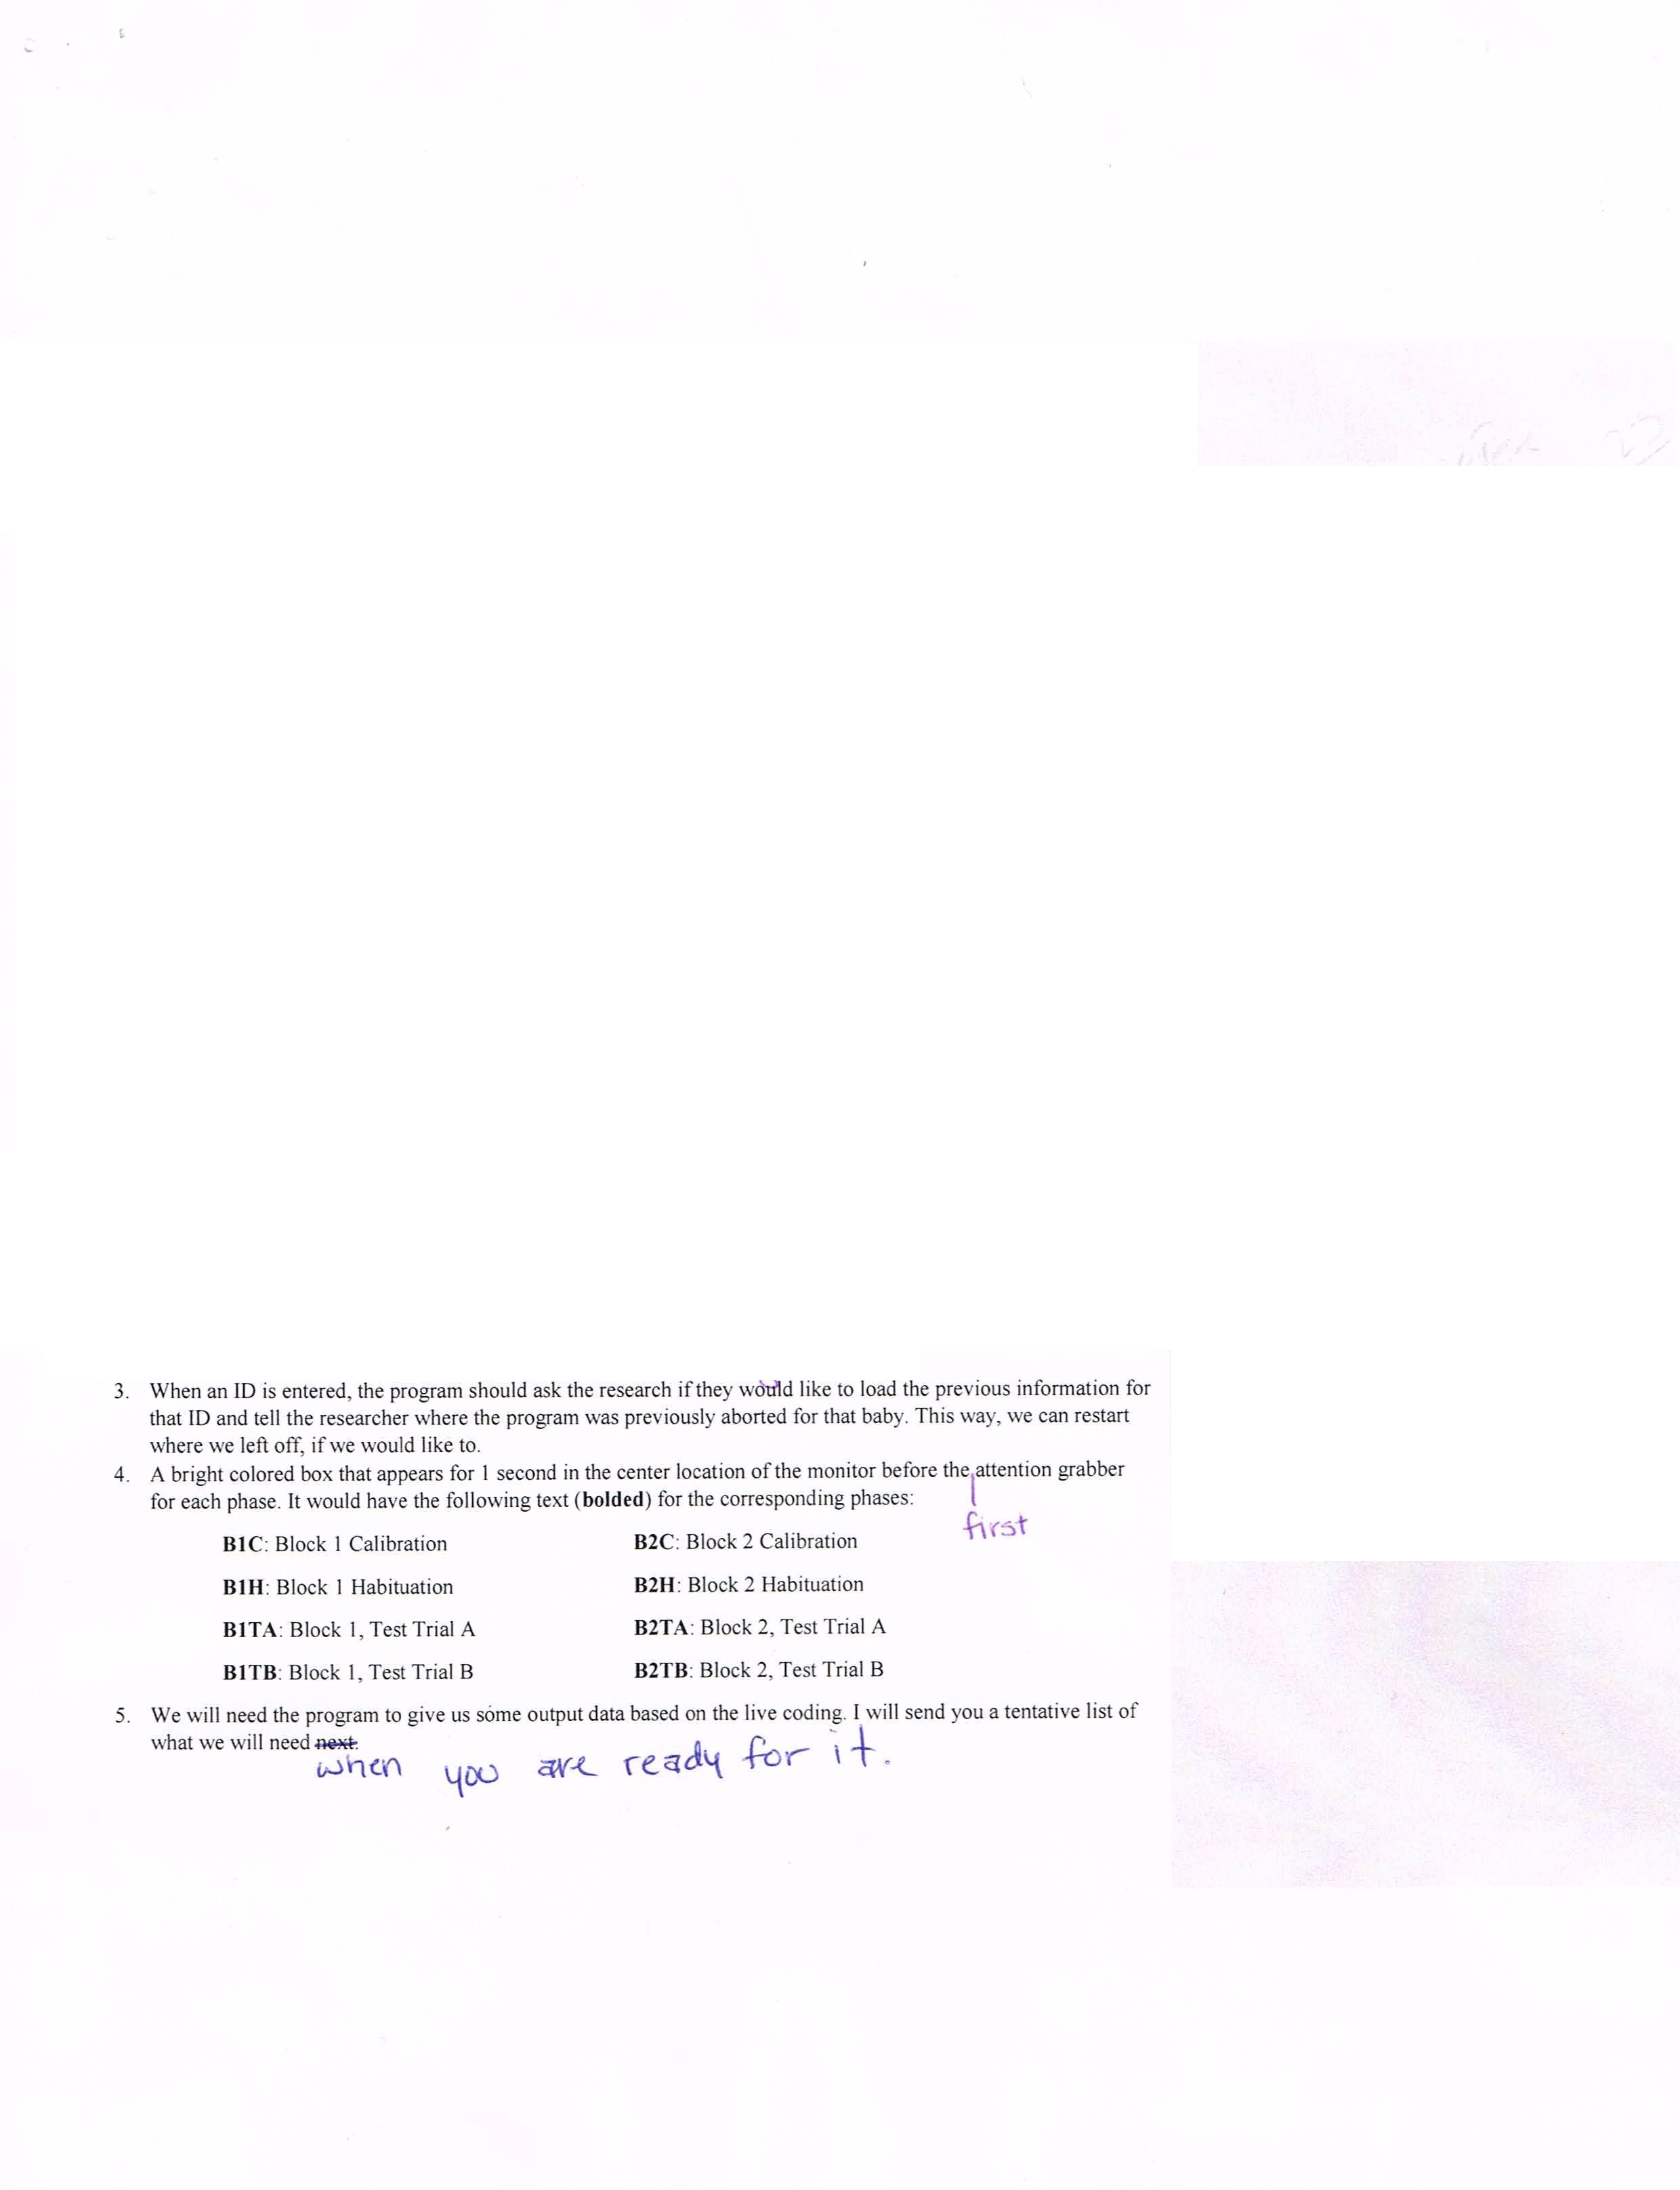 3. When an ID is entered, the program should ask the research if they would like to load the previous information for
that ID and tell the researcher where the program was previously aborted for that baby. This way, we can restart
where we left off, if we would like to.
4. A bright colored box that appears for 1 second in the center location of the monitor before the attention grabber
for each phase. It would have the following text (bolded) for the corresponding phases:
first
B1C: Block 1 Calibration B2C: Block 2 Calibration
B1H: Block 1 Habituation B2H: Block 2 Habituation
B1TA: Block 1, Test Trial A B2TA: Block 2, Test Trial A
B1TB: Block 1, Test Trial B B2TB: Block 2, Test Trial B
5. We will need the program to give us some output data based on the live coding. I will send you a tentative list of
what we will need next.
when you are ready for it.